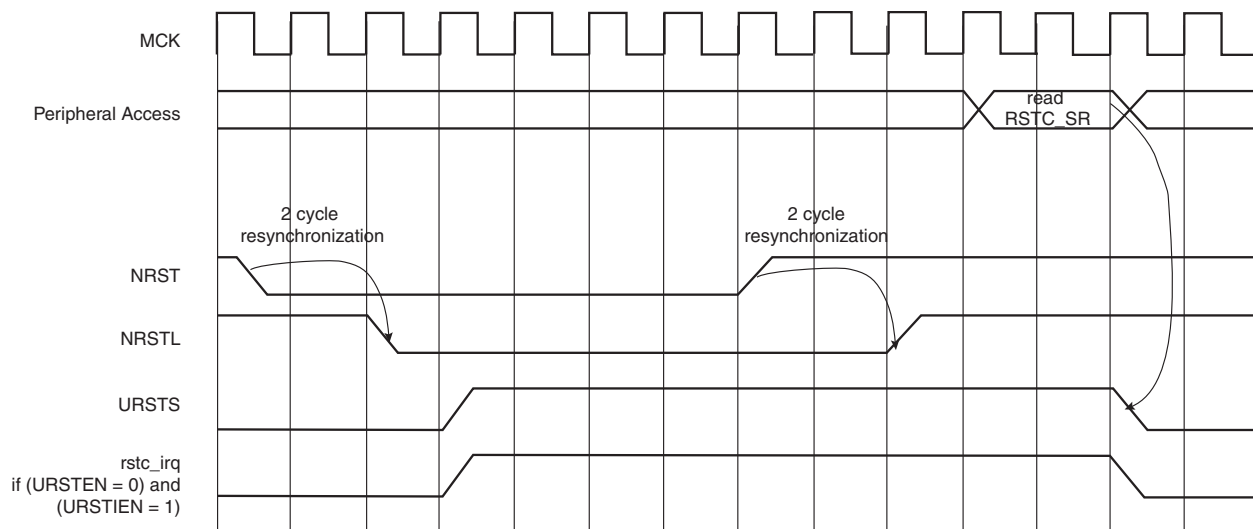 MCK
Peripheral Access
read
RSTC_SR
2 cycle
resynchronization
2 cycle
resynchronization
NRST
NRSTL
URSTS
rstc_irq
if (URSTEN = 0) and
(URSTIEN = 1)